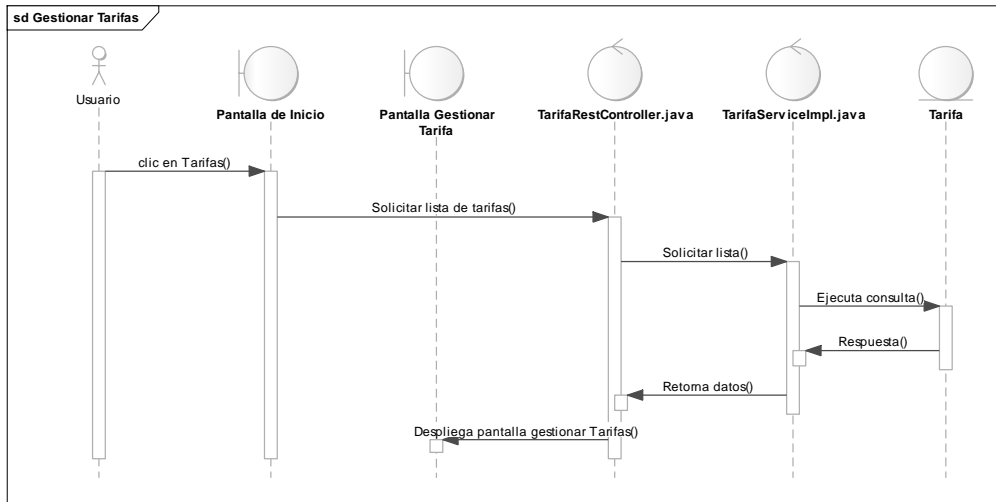 sd Gestionar Tarifas
Usuario
Pantalla de Inicio
Pantalla Gestionar
Tarifa
TarifaRestController.java
TarifaServiceImpl.java
Tarifa
clic en Tarifas()
Solicitar lista de tarifas()
Solicitar lista()
Ejecuta consulta()
Respuesta()
Retorna datos()
Despliega pantalla gestionar Tarifas()